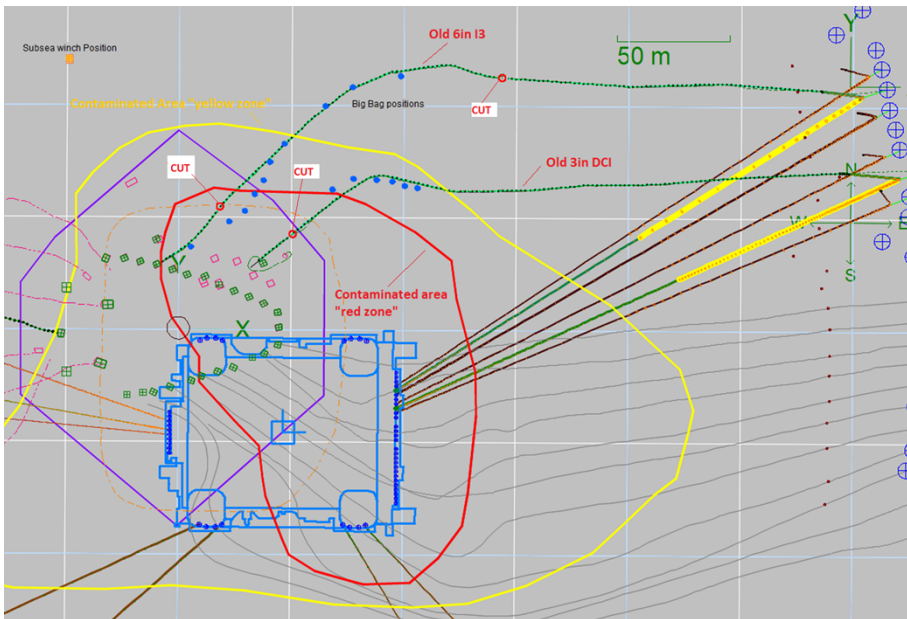 Old 6in I3
Y
Subsea winch Position
50 m
Contaminated Area "yellow zone"
Big Bag positions
CUT
CUT
CUT
Old 3in DCI
N
W
E
S
Y
Contaminated area
"red zone"
X